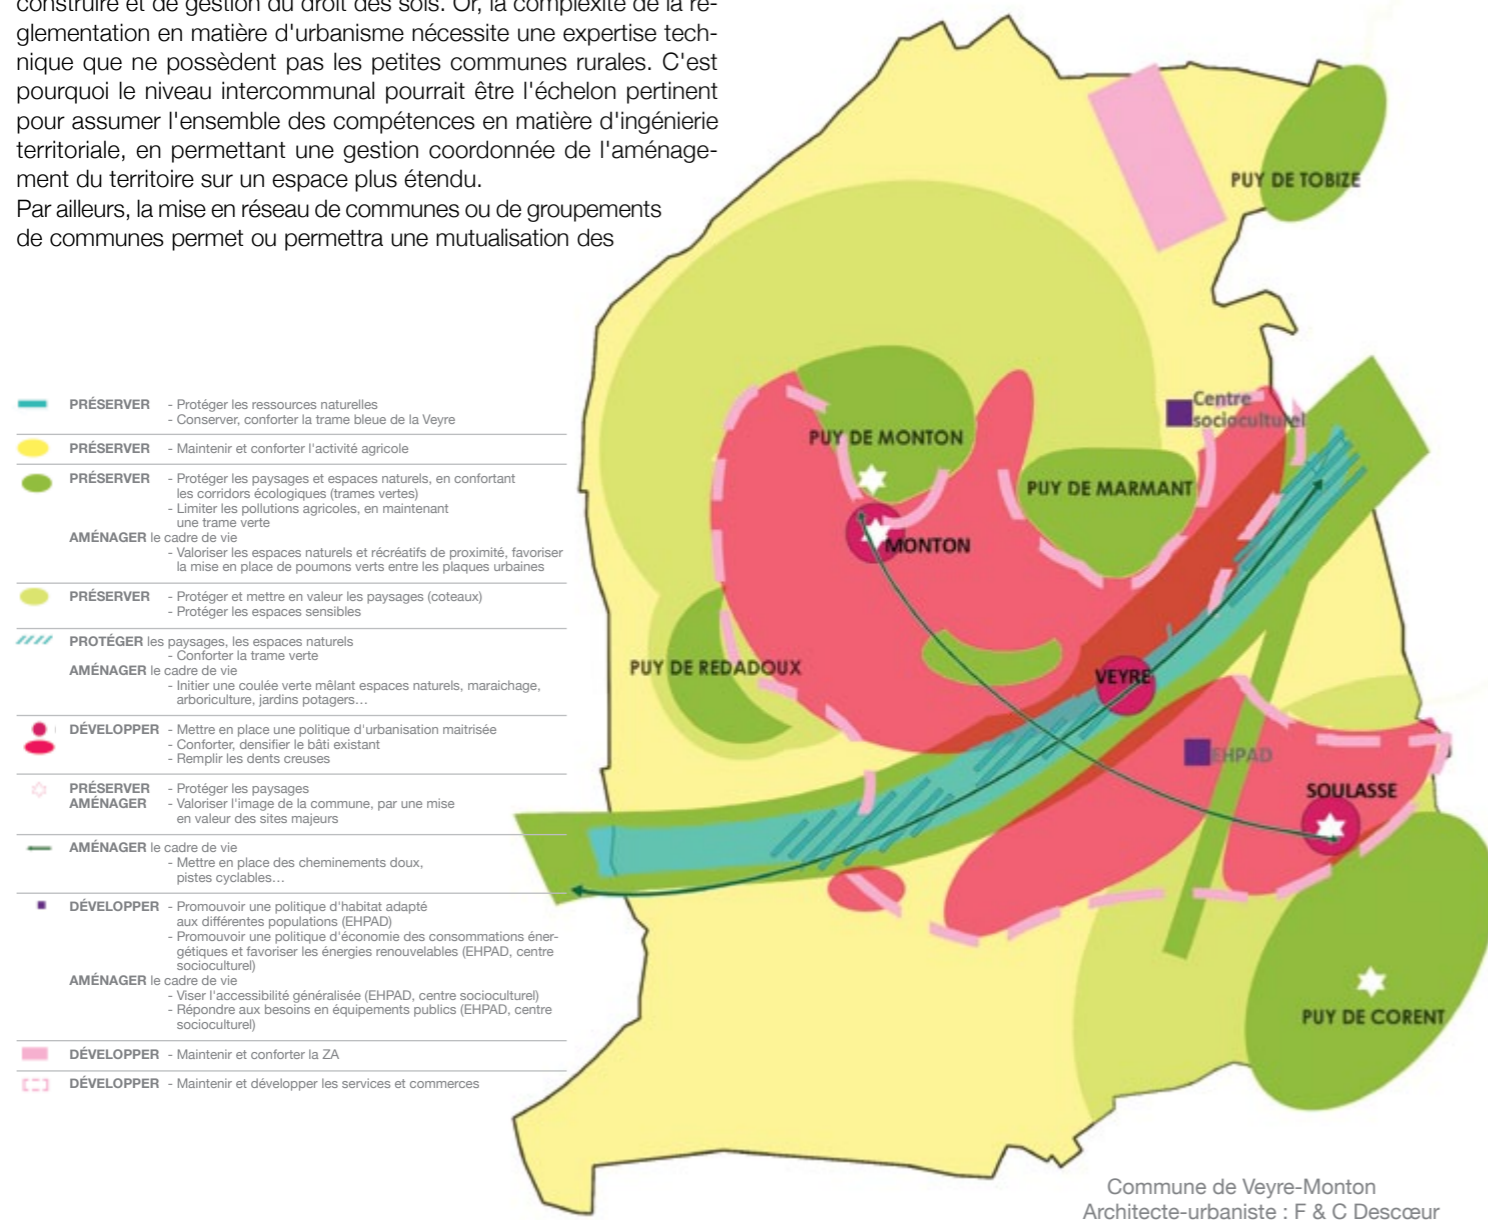 construire et de gestion du droit des sols. Or, la complexité de la ré-
glementation en matière d'urbanisme nécessite une expertise tech-
nique que ne possèdent pas les petites communes rurales. C'est
pourquoi le niveau intercommunal pourrait être l'échelon pertinent
pour assumer l'ensemble des compétences en matière d'ingénierie
territoriale, en permettant une gestion coordonnée de l'aménage-
ment du territoire sur un espace plus étendu.
Par ailleurs, la mise en réseau de communes ou de groupements
de communes permet ou permettra une mutualisation des
PRÉSERVER - Protéger les ressources naturelles
- Conserver, conforter la trame bleue de la Veyre
PRÉSERVER - Maintenir et conforter l'activité agricole
PRÉSERVER - Protéger les paysages et espaces naturels, en confortant
les corridors écologiques (trames vertes)
- Limiter les pollutions agricoles, en maintenant
une trame verte
AMÉNAGER le cadre de vie
- Valoriser les espaces naturels et récréatifs de proximité, favoriser
la mise en place de poumons verts entre les plaques urbaines
PRÉSERVER - Protéger et mettre en valeur les paysages (coteaux)
- Protéger les espaces sensibles
PROTÉGER les paysages, les espaces naturels
- Conforter la trame verte
AMÉNAGER le cadre de vie
- Initier une coulée verte mêlant espaces naturels, maraichage,
arboriculture, jardins potagers...
DÉVELOPPER - Mettre en place une politique d'urbanisation maitrisée
- Conforter, densifier le bâti existant
- Remplir les dents creuses
PRÉSERVER - Protéger les paysages
AMÉNAGER - Valoriser l'image de la commune, par une mise
en valeur des sites majeurs
AMÉNAGER le cadre de vie
- Mettre en place des cheminements doux,
pistes cyclables...
DÉVELOPPER - Promouvoir une politique d'habitat adapté
aux différentes populations (EHPAD)
- Promouvoir une politique d'économie des consommations éner-
gétiques et favoriser les énergies renouvelables (EHPAD, centre
socioculturel)
AMÉNAGER le cadre de vie
- Viser l'accessibilité généralisée (EHPAD, centre socioculturel)
- Répondre aux besoins en équipements publics (EHPAD, centre
socioculturel)
DÉVELOPPER - Maintenir et conforter la ZA
DÉVELOPPER - Maintenir et développer les services et commerces
PUY DE TOBIZE
Centre
socioculturel
PUY DE MONTON
PUY DE MARMANT
MONTON
PUY DE REDADOUX
VEYRE
EHPAD
SOULASSE
PUY DE CORENT
Commune de Veyre-Monton
Architecte-urbaniste : F & C Descœur